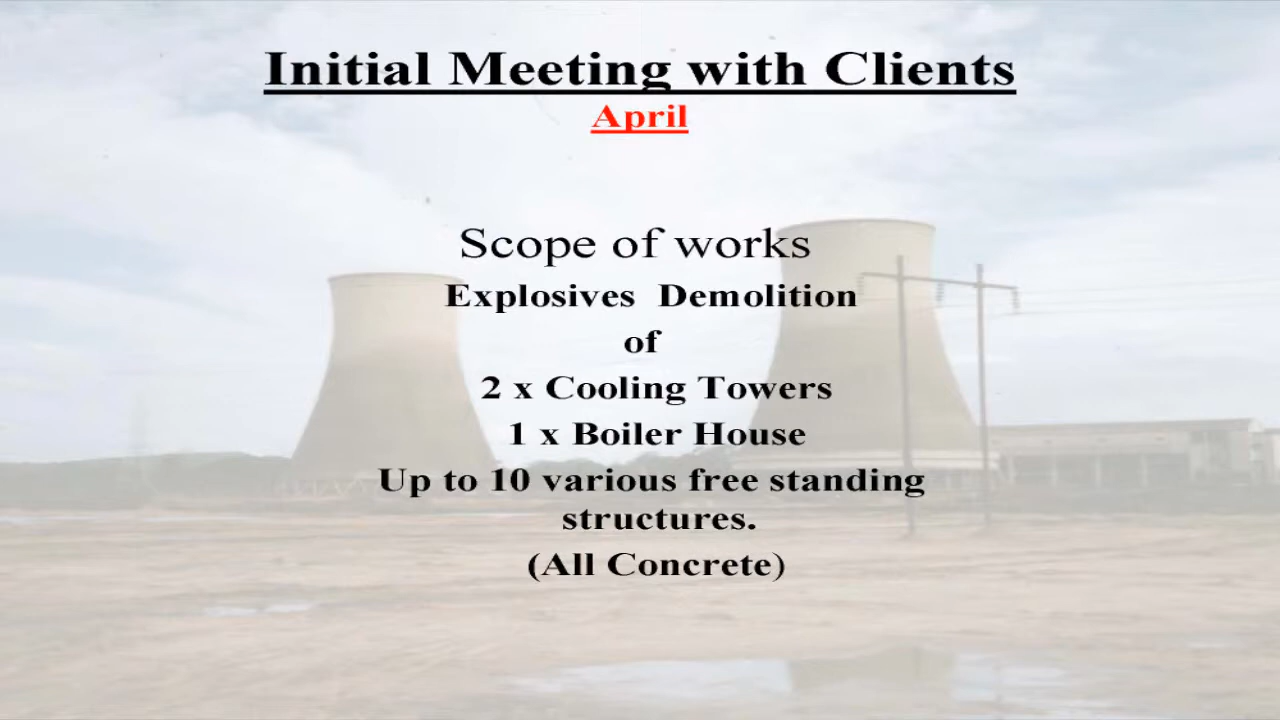 Initial Meeting with Clients
April
Scope of works
Explosives Demolition
of
2 x Cooling Towers
1 x Boiler House
Up to 10 various free standing
structures.
(All Concrete)